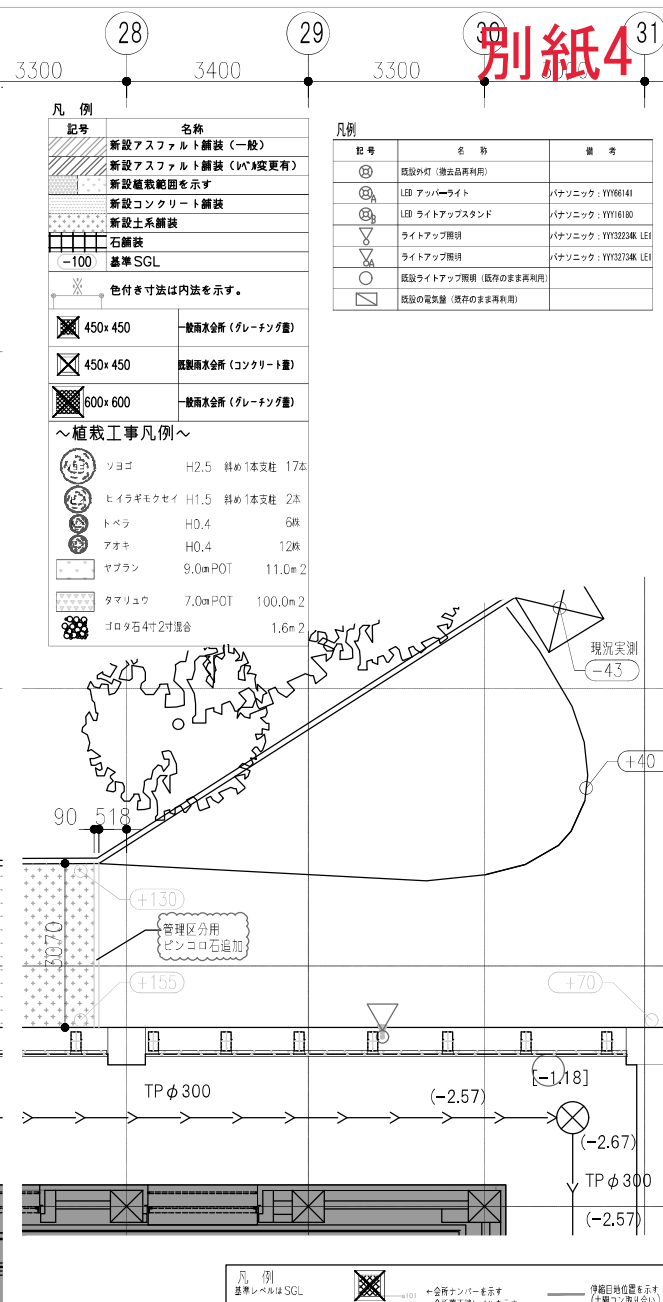 別紙4
28 29 30 31
3300 3400 3300
凡 例
記号 名称
新設アスファルト舗装(一般)
新設アスファルト舗装(レベル変更有)
新設植栽範囲を示す
新設コンクリート舗装
新設土系舗装
石舗装
-100 基準SGL
色付き寸法は内法を示す。
450x450 一般雨水会所(グレーチング蓋)
450x450 既製雨水会所(コンクリート蓋)
600x600 一般雨水会所(グレーチング蓋)
~植栽工事凡例~
ソヨゴ H2.5 斜め1本支柱 17本
ヒイラギモクセイ H1.5 斜め1本支柱 2本
トベラ H0.4 6株
アオキ H0.4 12株
ヤブラン 9.0cmPOT 11.0m2
タマリュウ 7.0cmPOT 100.0m2
ゴロタ石4寸2寸混合 1.6m2
凡例
記号 名 称 備 考
既設外灯(撤去品再利用)
A LED アッパーライト パナソニック:YYY66141
B LED ライトアップスタンド パナソニック:YYY16180
ライトアップ照明 パナソニック:YYY32234K LE1
A ライトアップ照明 パナソニック:YYY32734K LE1
既設ライトアップ照明(既存のまま再利用)
既設の電気盤(既存のまま再利用)
現況実測
-43
+40
90 518
+130
3070
管理区分用
ピンコロ石追加
+155
+70
[-1.18]
TPφ300
(-2.57)
(-2.67)
TPφ300
(-2.57)
凡 例
基準レベルはSGL
a101
←会所ナンバーを示す
伸縮目地位置を示す